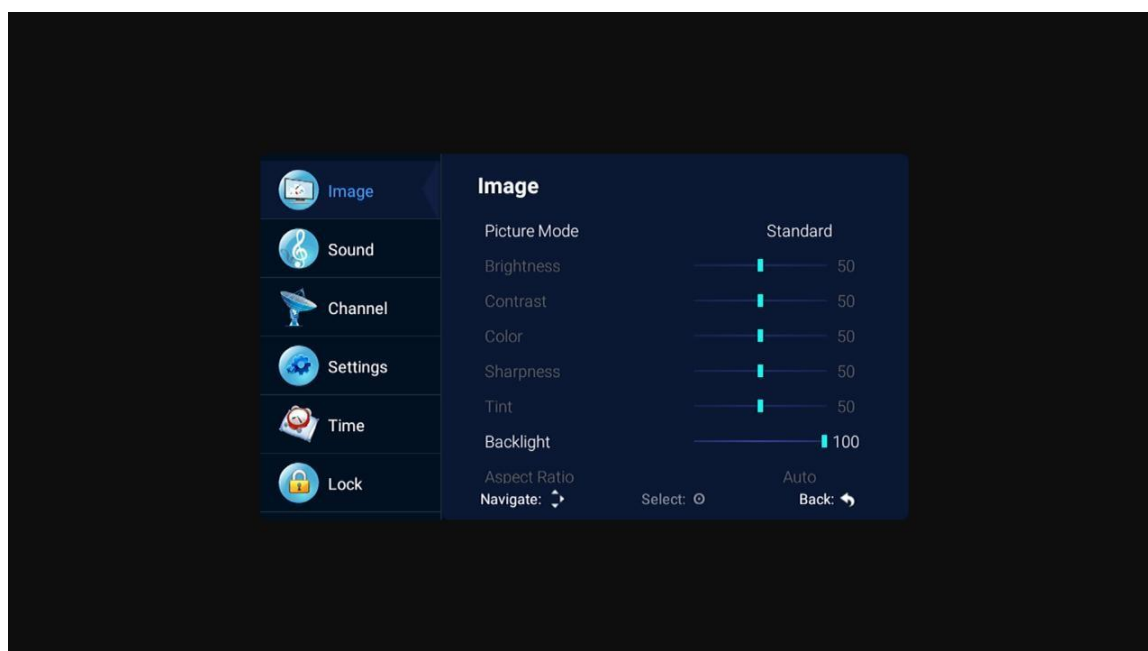 Image
Sound
Channel
Settings
Time
Lock
Image
Picture Mode Standard
Brightness 50
Contrast 50
Color 50
Sharpness 50
Tint 50
Backlight 100
Aspect Ratio Auto
Navigate: Select: Back: